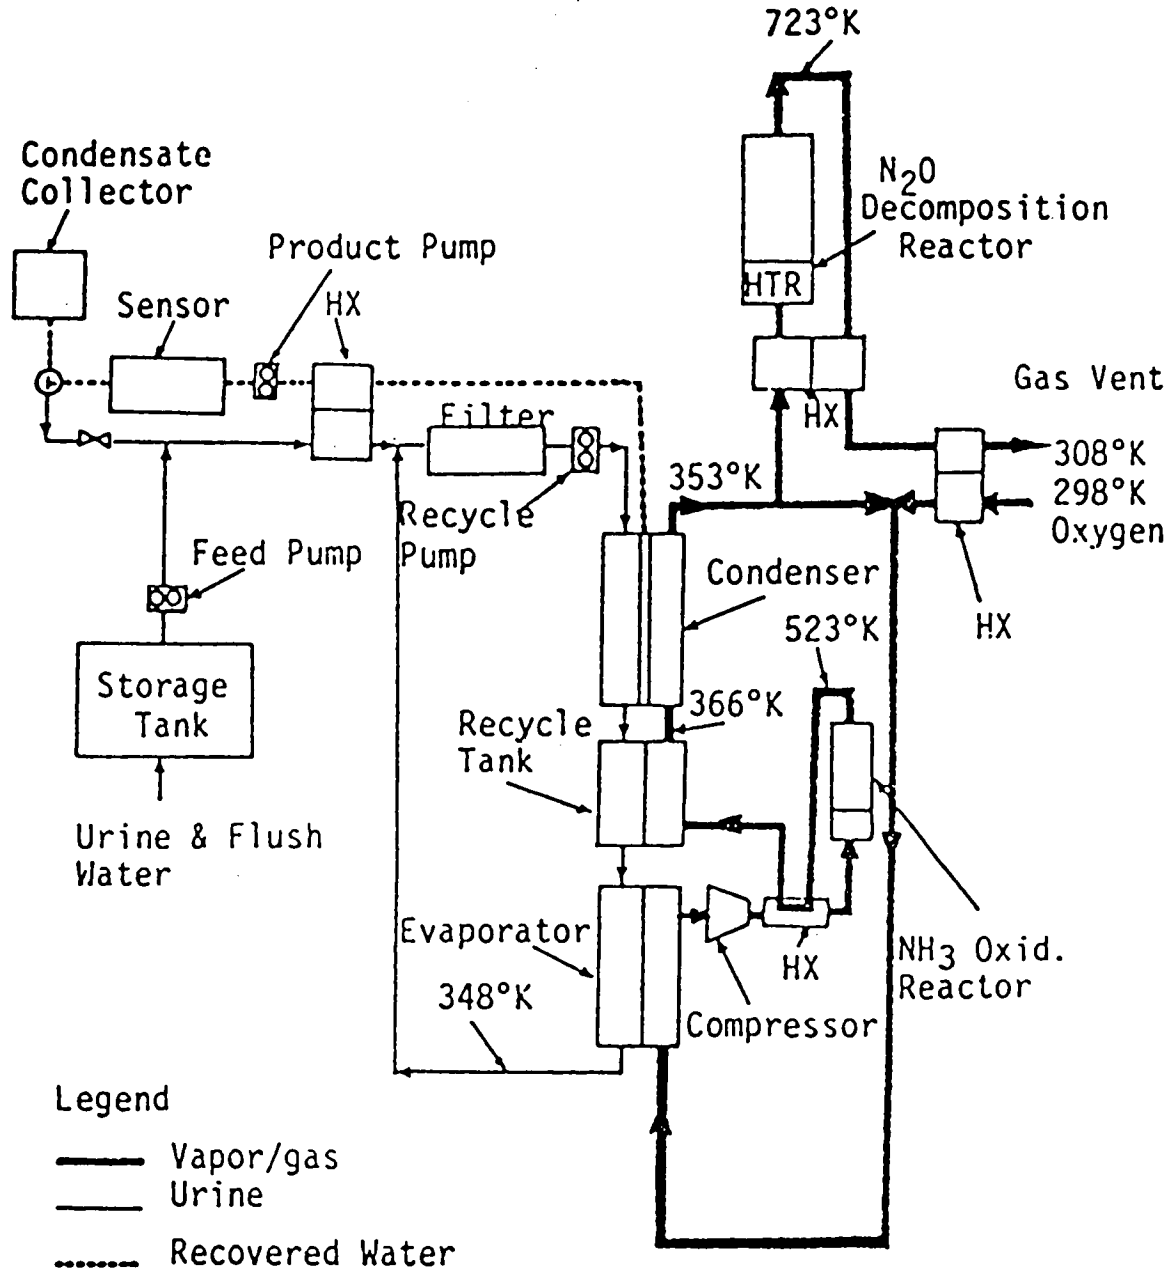 723°K
Condensate
Collector
N2O
Decomposition
Reactor
Product Pump
HTR
Sensor
HX
Gas Vent
HX
Filter
308°K
353°K
298°K
Oxygen
Recycle
Pump
Feed Pump
Condenser
HX
523°K
Storage
Tank
366°K
Recycle
Tank
Urine & Flush
Water
Evaporator
HX
NH3 Oxid.
Reactor
348°K
Compressor
Legend
Vapor/gas
Urine
Recovered Water